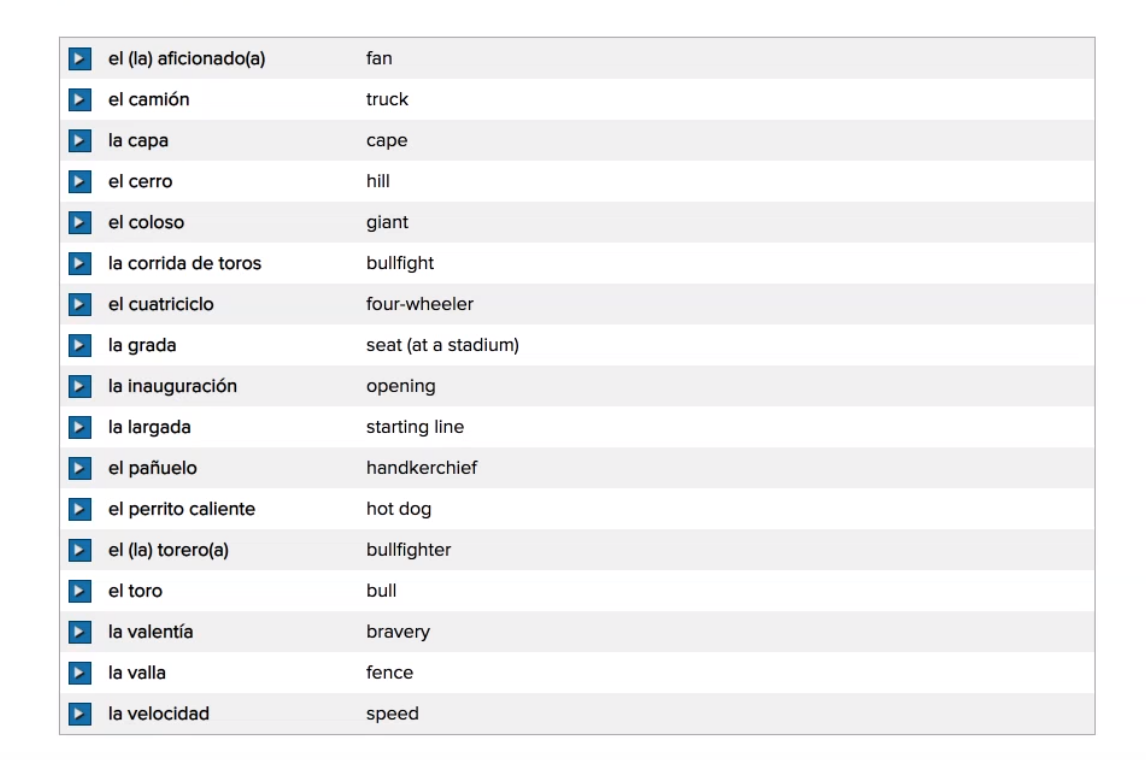 el (la) aficionado(a) fan
el camión truck
la capa cape
el cerro hill
el coloso giant
la corrida de toros bullfight
el cuatriciclo four-wheeler
la grada seat (at a stadium)
la inauguración opening
la largada starting line
el pañuelo handkerchief
el perrito caliente hot dog
el (la) torero(a) bullfighter
el toro bull
la valentía bravery
la valla fence
la velocidad speed